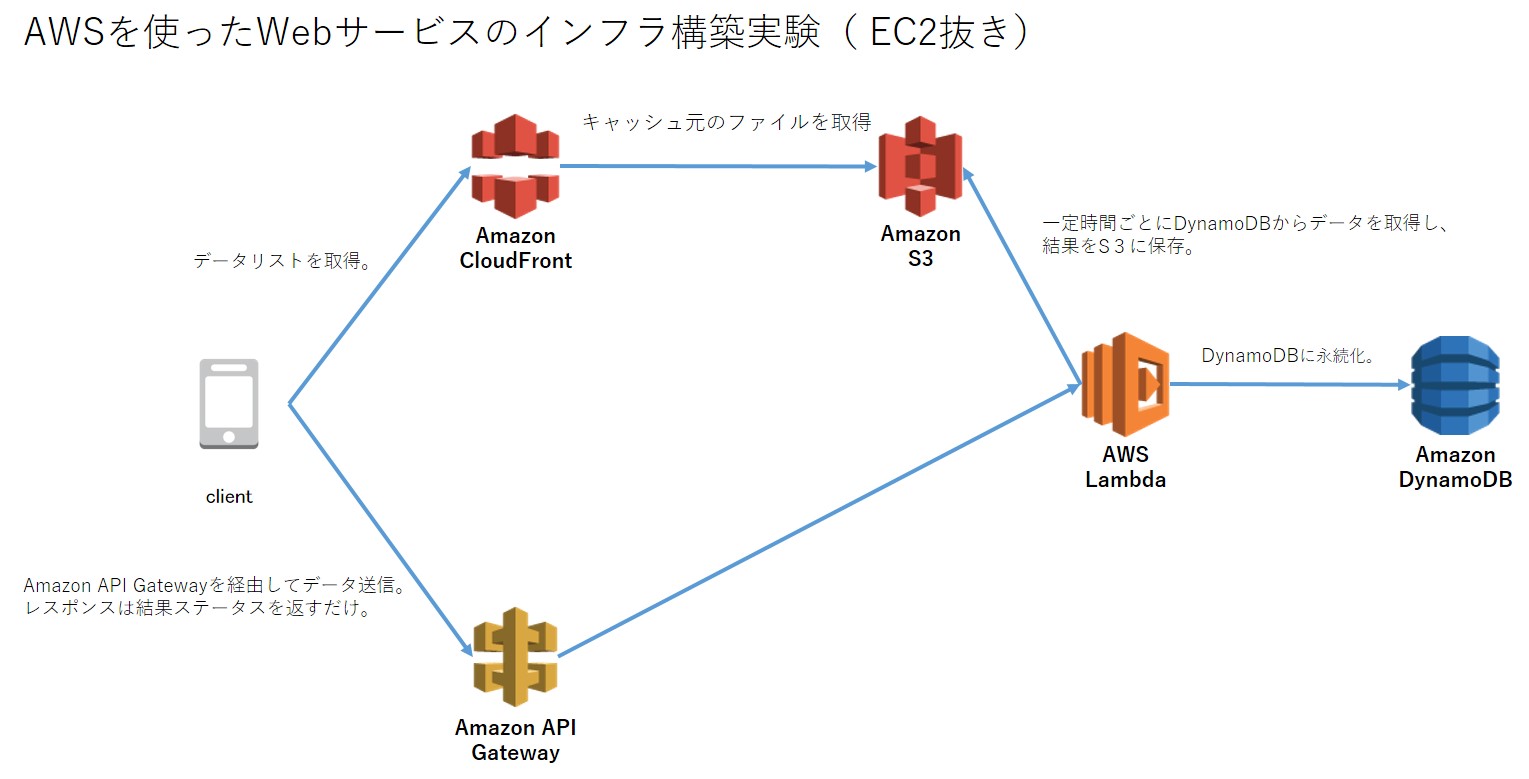 AWSを使ったWebサービスのインフラ構築実験（ EC2抜き）
キャッシュ元のファイルを取得
Amazon
CloudFront
Amazon
S3
一定時間ごとにDynamoDBからデータを取得し、
結果をS３に保存。
データリストを取得。
DynamoDBに永続化。
client
AWS
Lambda
Amazon
DynamoDB
Amazon API Gatewayを経由してデータ送信。
レスポンスは結果ステータスを返すだけ。
Amazon API
Gateway